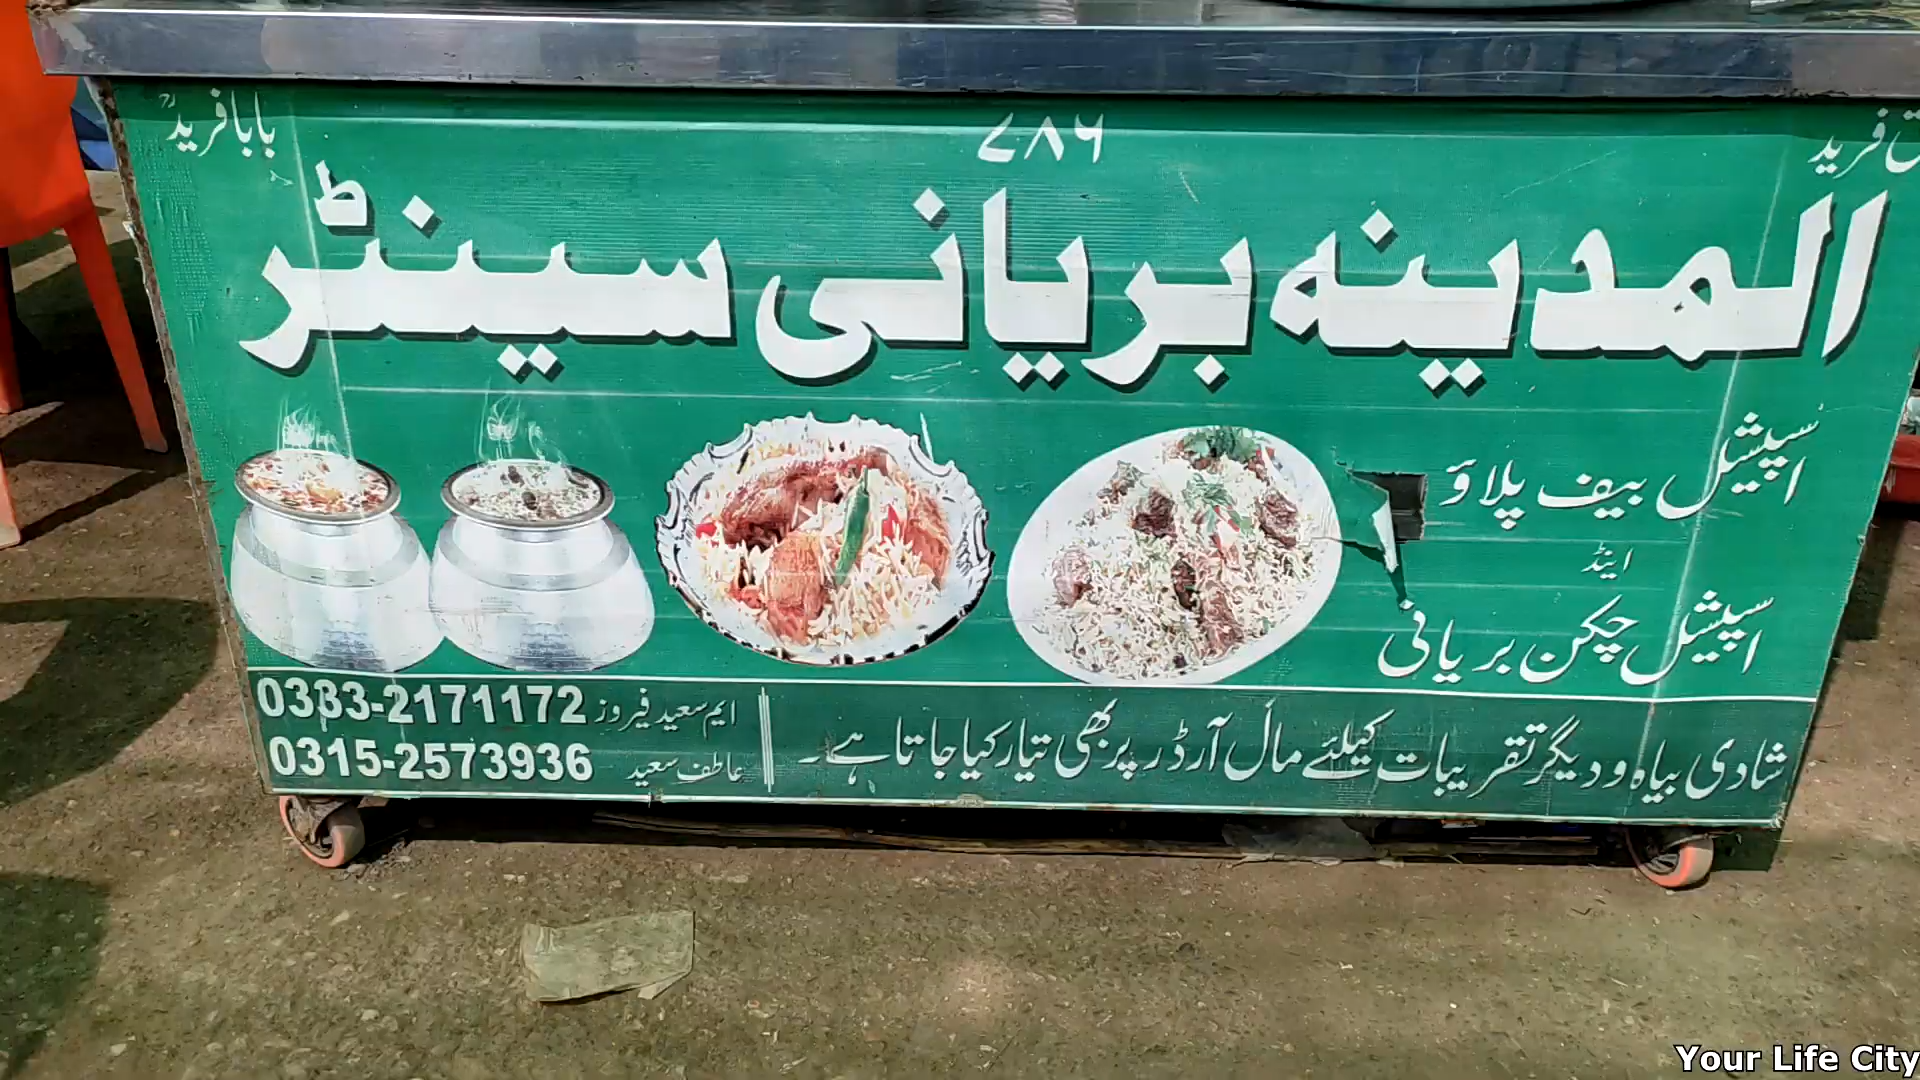 ۷۸۶
فرید
بابا فریدؒ
المدینہ بریانی سینٹر
اسپیشل بیف پلاؤ
اینڈ
اسپیشل چکن بریانی
شادی بیاہ و دیگر تقریبات کیلئے مال آرڈر پر بھی تیار کیا جاتا ہے۔
ایم سعید فیروز 0333-2171172
عاطف سعید 0315-2573936
Your Life City